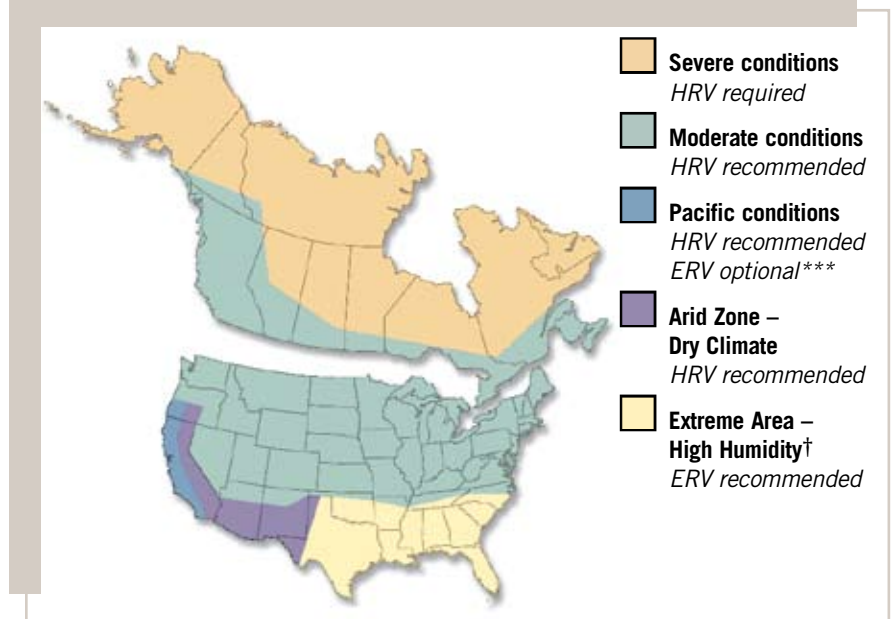 Severe conditions
HRV required
Moderate conditions
HRV recommended
Pacific conditions
HRV recommended
ERV optional***
Arid Zone –
Dry Climate
HRV recommended
Extreme Area –
High Humidity†
ERV recommended